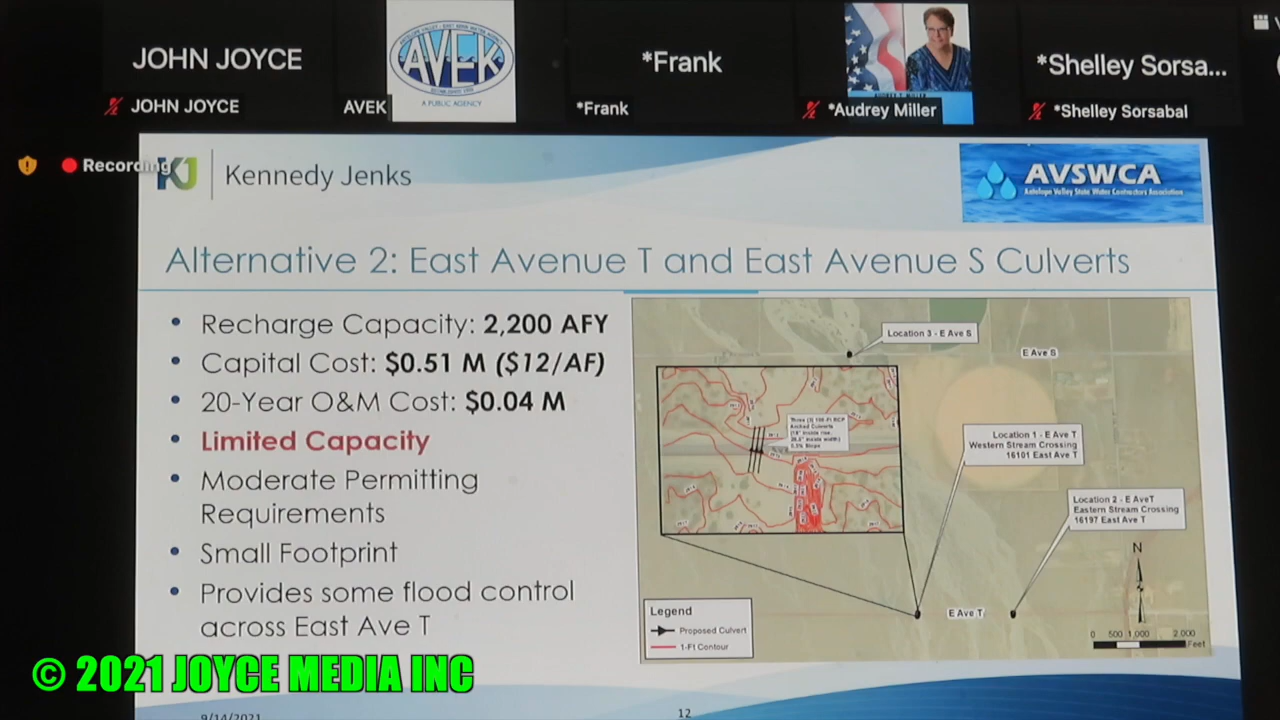 JOHN JOYCE
AVEK
A PUBLIC AGENCY
*Frank
*Shelley Sorsa...
JOHN JOYCE
AVEK
*Frank
*Audrey Miller
*Shelley Sorsabal
Recording
KJ
Kennedy Jenks
AVSWCA
Antelope Valley State Water Contractors Association
Alternative 2: East Avenue T and East Avenue S Culverts
• Recharge Capacity: 2,200 AFY
• Capital Cost: $0.51 M ($12/AF)
• 20-Year O&M Cost: $0.04 M
• Limited Capacity
• Moderate Permitting
Requirements
• Small Footprint
• Provides some flood control
across East Ave T
Location 3 - E Ave S
E Ave S
Location 1 - E Ave T
Western Stream Crossing
16101 East Ave T
Location 2 - E AveT
Eastern Stream Crossing
16197 East Ave T
N
E Ave T
Legend
Proposed Culvert
1-Ft Contour
0 500 1,000 2,000
Feet
© 2021 JOYCE MEDIA INC
9/14/2021
12